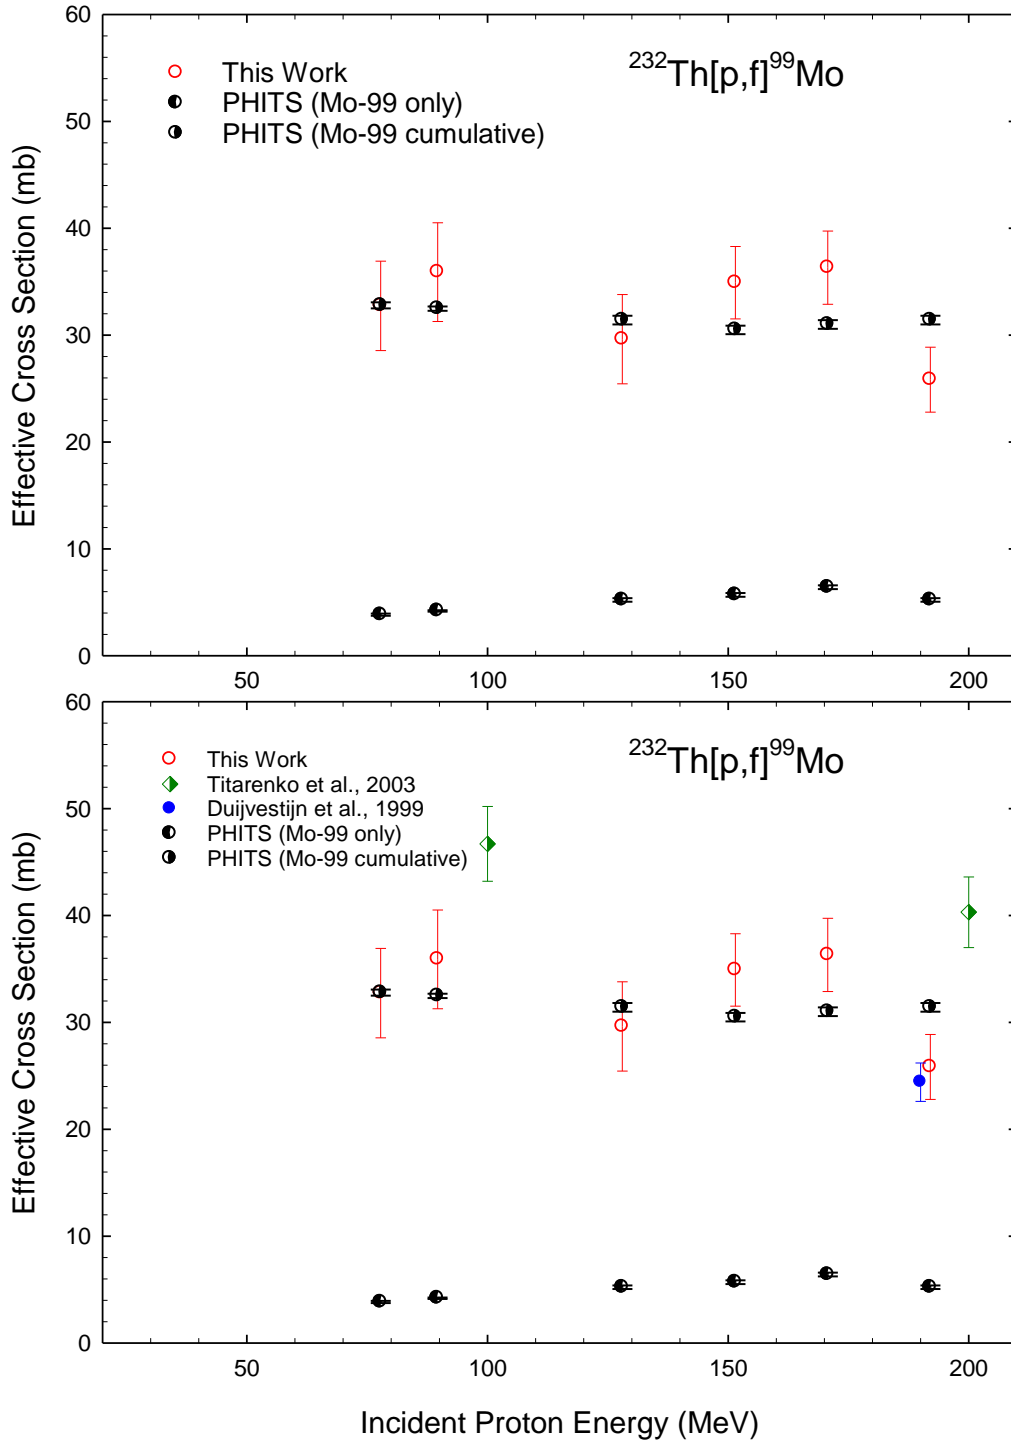 60
50
40
30
20
10
0
Effective Cross Section (mb)
²³²Th[p,f]⁹⁹Mo
This Work
PHITS (Mo-99 only)
PHITS (Mo-99 cumulative)
50 100 150 200
60
50
40
30
20
10
0
Effective Cross Section (mb)
²³²Th[p,f]⁹⁹Mo
This Work
Titarenko et al., 2003
Duijvestijn et al., 1999
PHITS (Mo-99 only)
PHITS (Mo-99 cumulative)
50 100 150 200
Incident Proton Energy (MeV)